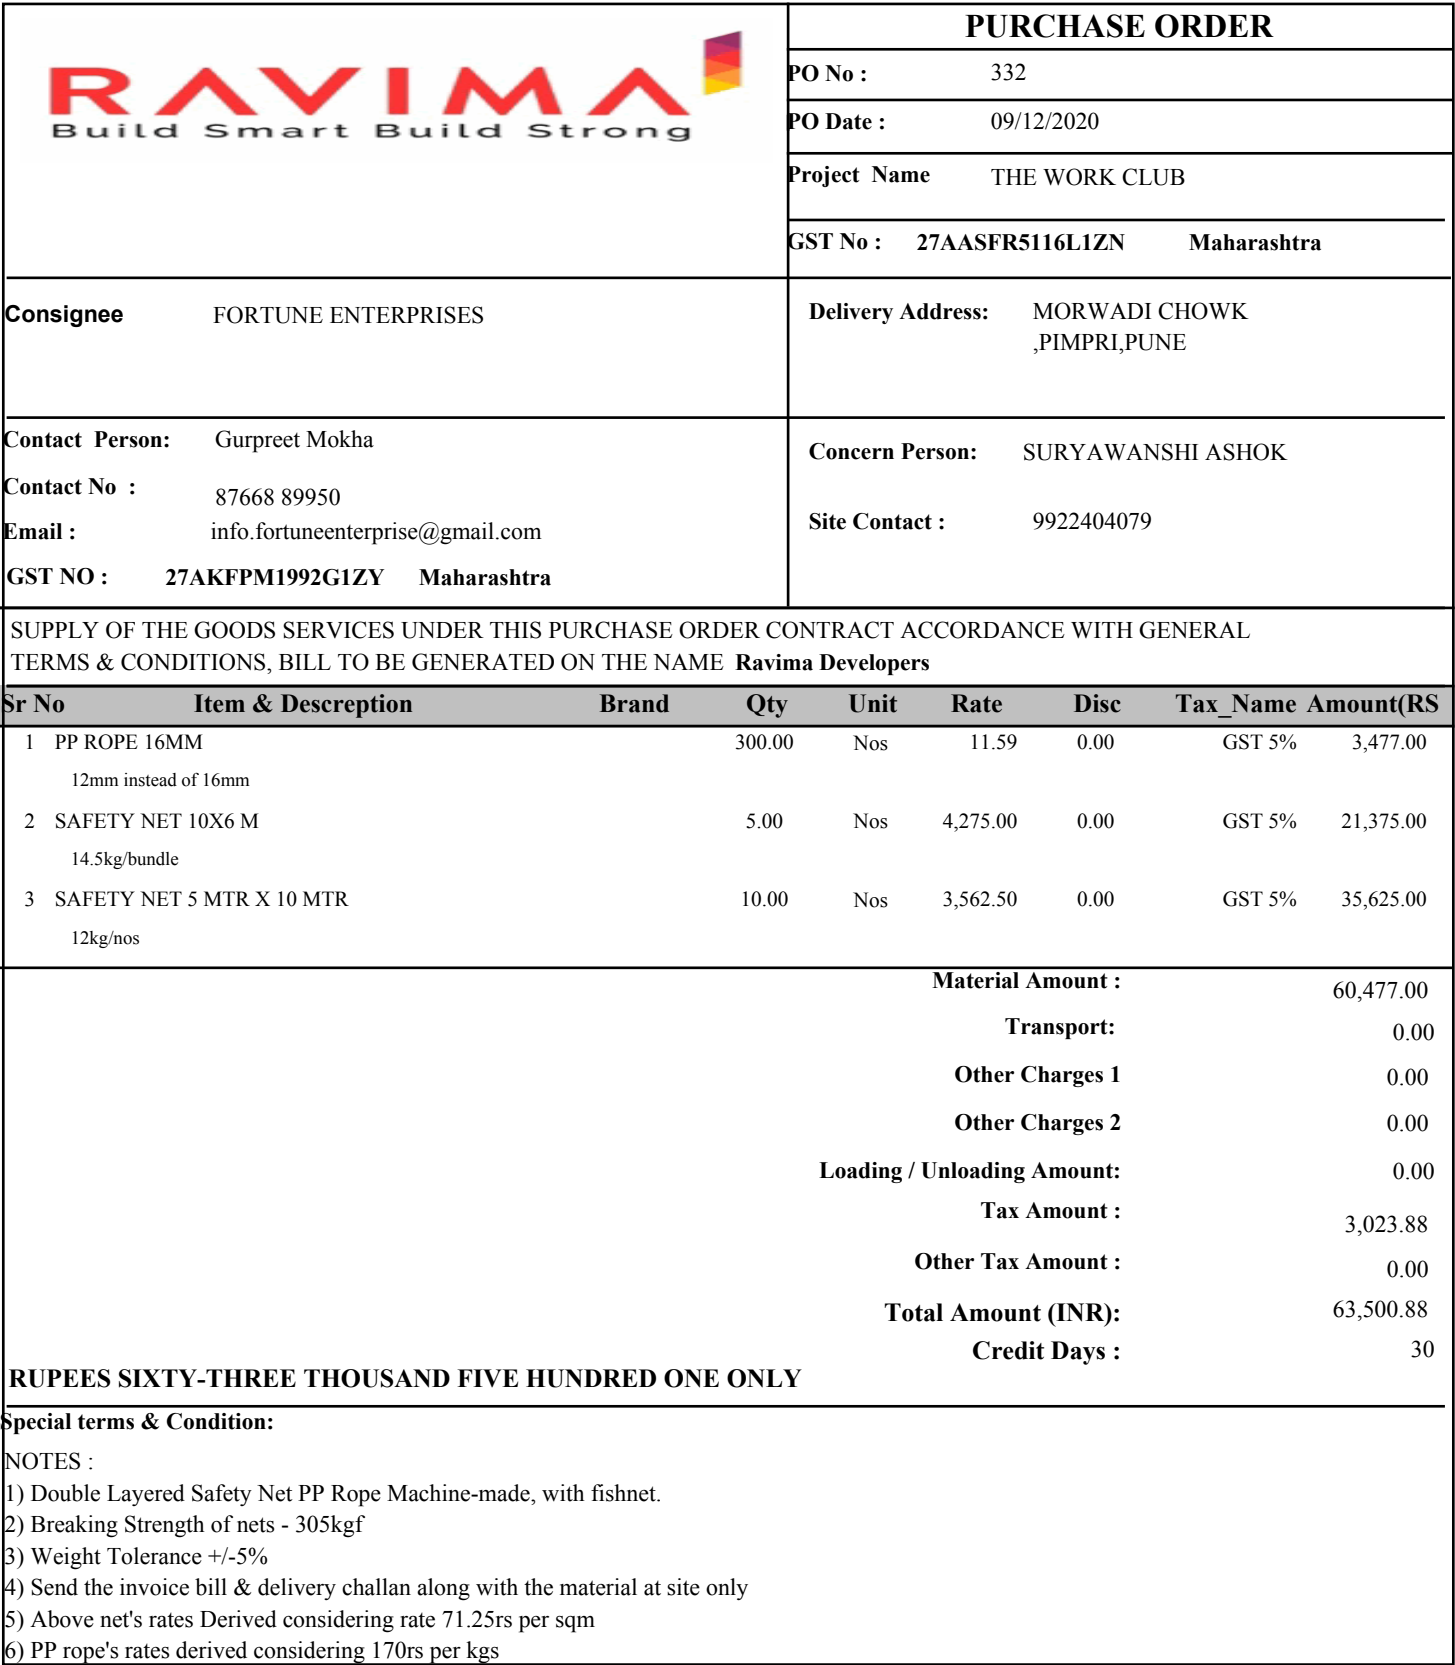 RAVIMA
Build Smart Build Strong
PURCHASE ORDER
PO No : 332
PO Date : 09/12/2020
Project Name THE WORK CLUB
GST No : 27AASFR5116L1ZN Maharashtra
Consignee FORTUNE ENTERPRISES
Delivery Address: MORWADI CHOWK
,PIMPRI,PUNE
Contact Person: Gurpreet Mokha
Contact No : 87668 89950
Email : info.fortuneenterprise@gmail.com
GST NO : 27AKFPM1992G1ZY Maharashtra
Concern Person: SURYAWANSHI ASHOK
Site Contact : 9922404079
SUPPLY OF THE GOODS SERVICES UNDER THIS PURCHASE ORDER CONTRACT ACCORDANCE WITH GENERAL
TERMS & CONDITIONS, BILL TO BE GENERATED ON THE NAME Ravima Developers
Sr No Item & Descreption Brand Qty Unit Rate Disc Tax_Name Amount(RS
1 PP ROPE 16MM 300.00 Nos 11.59 0.00 GST 5% 3,477.00
12mm instead of 16mm
2 SAFETY NET 10X6 M 5.00 Nos 4,275.00 0.00 GST 5% 21,375.00
14.5kg/bundle
3 SAFETY NET 5 MTR X 10 MTR 10.00 Nos 3,562.50 0.00 GST 5% 35,625.00
12kg/nos
Material Amount : 60,477.00
Transport: 0.00
Other Charges 1 0.00
Other Charges 2 0.00
Loading / Unloading Amount: 0.00
Tax Amount : 3,023.88
Other Tax Amount : 0.00
Total Amount (INR): 63,500.88
Credit Days : 30
RUPEES SIXTY-THREE THOUSAND FIVE HUNDRED ONE ONLY
Special terms & Condition:
NOTES :
1) Double Layered Safety Net PP Rope Machine-made, with fishnet.
2) Breaking Strength of nets - 305kgf
3) Weight Tolerance +/-5%
4) Send the invoice bill & delivery challan along with the material at site only
5) Above net's rates Derived considering rate 71.25rs per sqm
6) PP rope's rates derived considering 170rs per kgs